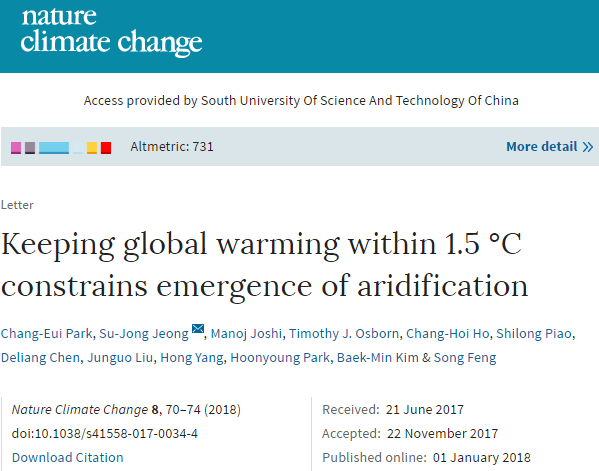 nature
climate change
Access provided by South University Of Science And Technology Of China
Altmetric: 731
More detail »
Letter
Keeping global warming within 1.5 °C
constrains emergence of aridification
Chang-Eui Park, Su-Jong Jeong, Manoj Joshi, Timothy J. Osborn, Chang-Hoi Ho, Shilong Piao,
Deliang Chen, Junguo Liu, Hong Yang, Hoonyoung Park, Baek-Min Kim & Song Feng
Nature Climate Change 8, 70–74 (2018)
doi:10.1038/s41558-017-0034-4
Download Citation
Received: 21 June 2017
Accepted: 22 November 2017
Published online: 01 January 2018